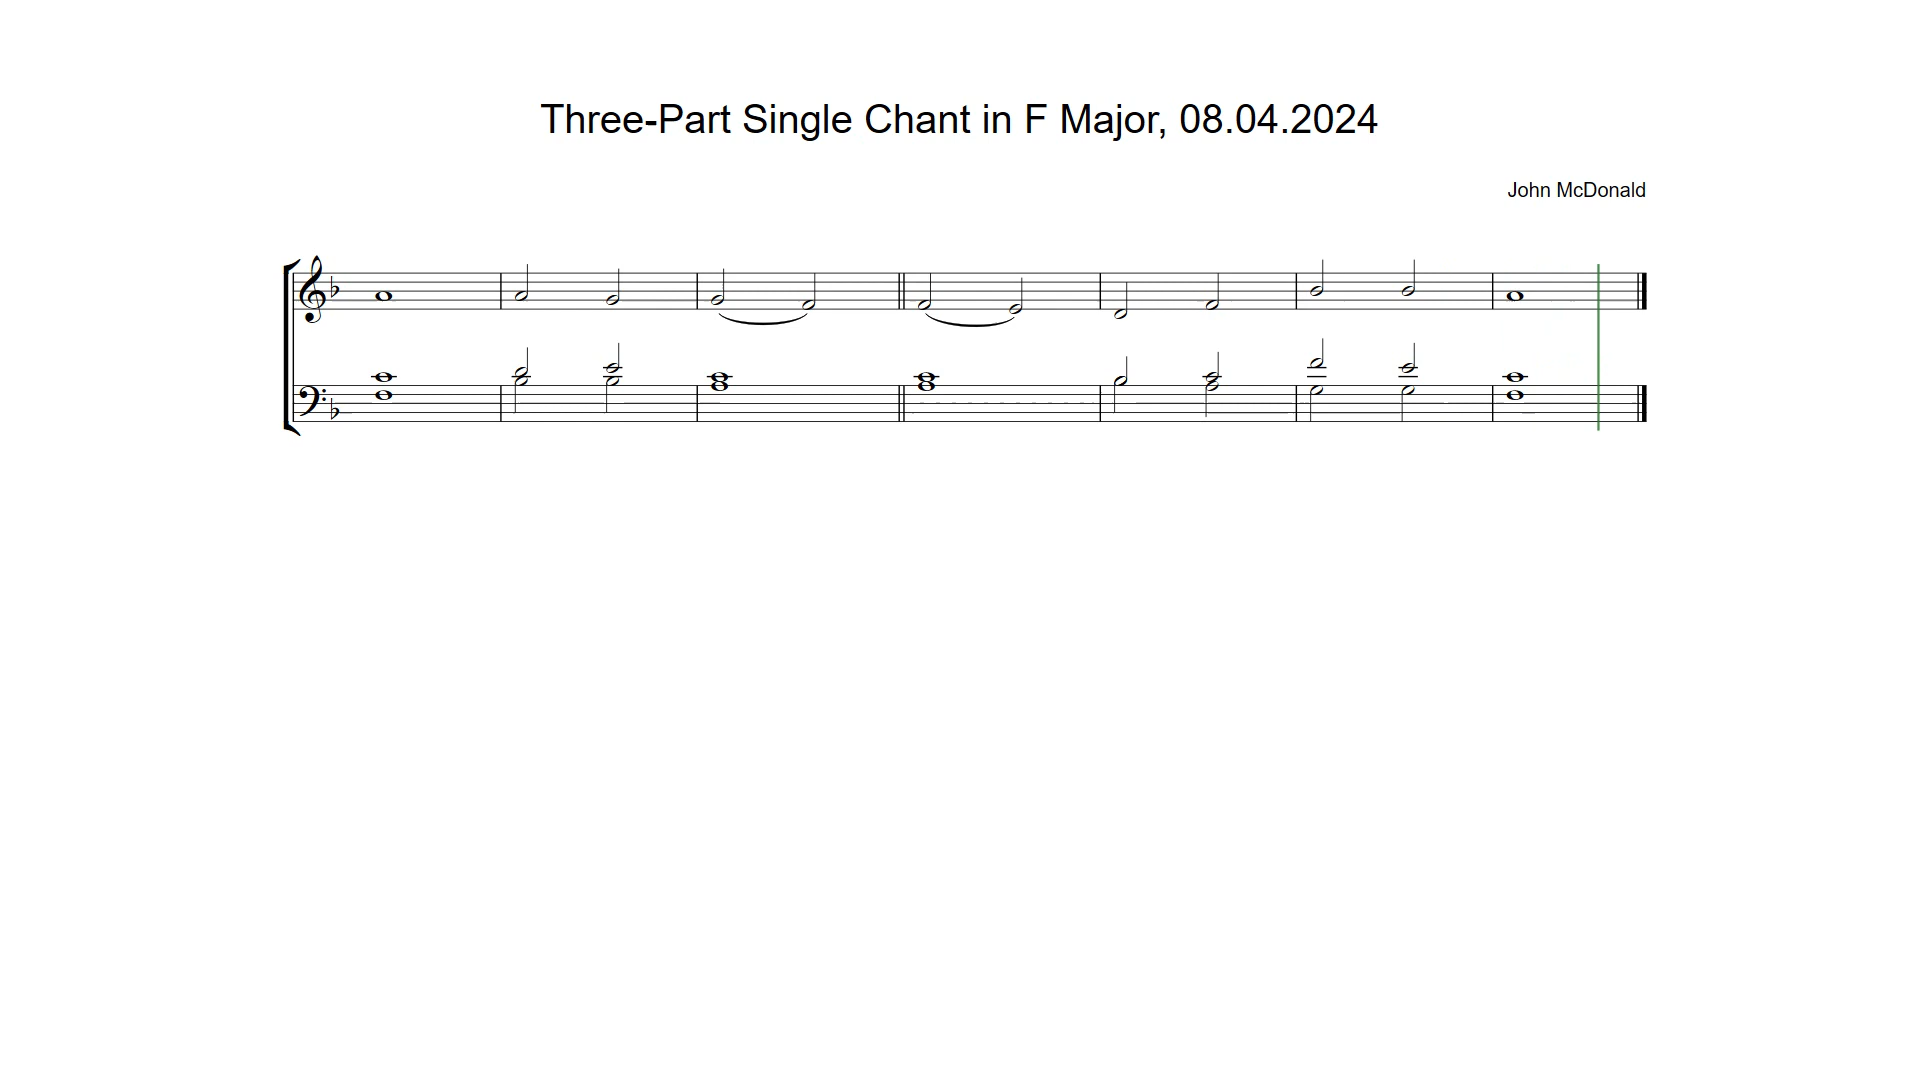 Three-Part Single Chant in F Major, 08.04.2024
John McDonald